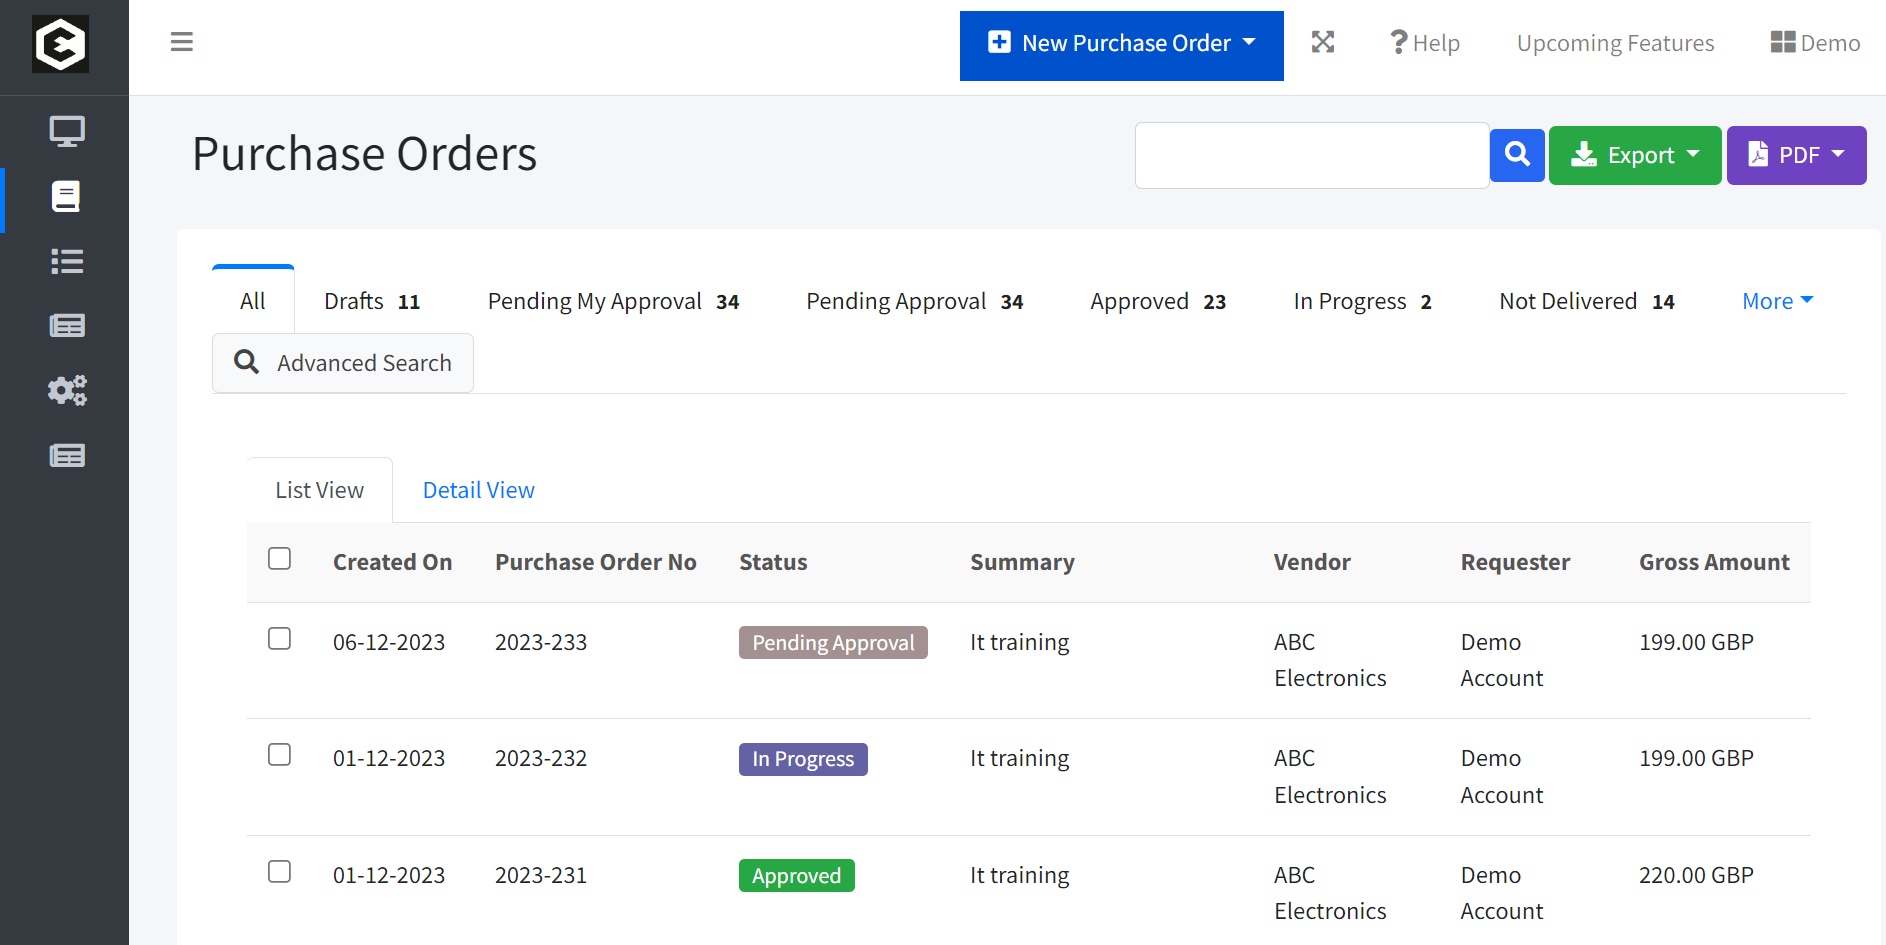 New Purchase Order
Help
Upcoming Features
Demo
Purchase Orders
Export
PDF
All
Drafts 11
Pending My Approval 34
Pending Approval 34
Approved 23
In Progress 2
Not Delivered 14
More
Advanced Search
List View
Detail View
Created On Purchase Order No Status Summary Vendor Requester Gross Amount
06-12-2023 2023-233 Pending Approval It training ABC Demo 199.00 GBP
Electronics Account
01-12-2023 2023-232 In Progress It training ABC Demo 199.00 GBP
Electronics Account
01-12-2023 2023-231 Approved It training ABC Demo 220.00 GBP
Electronics Account